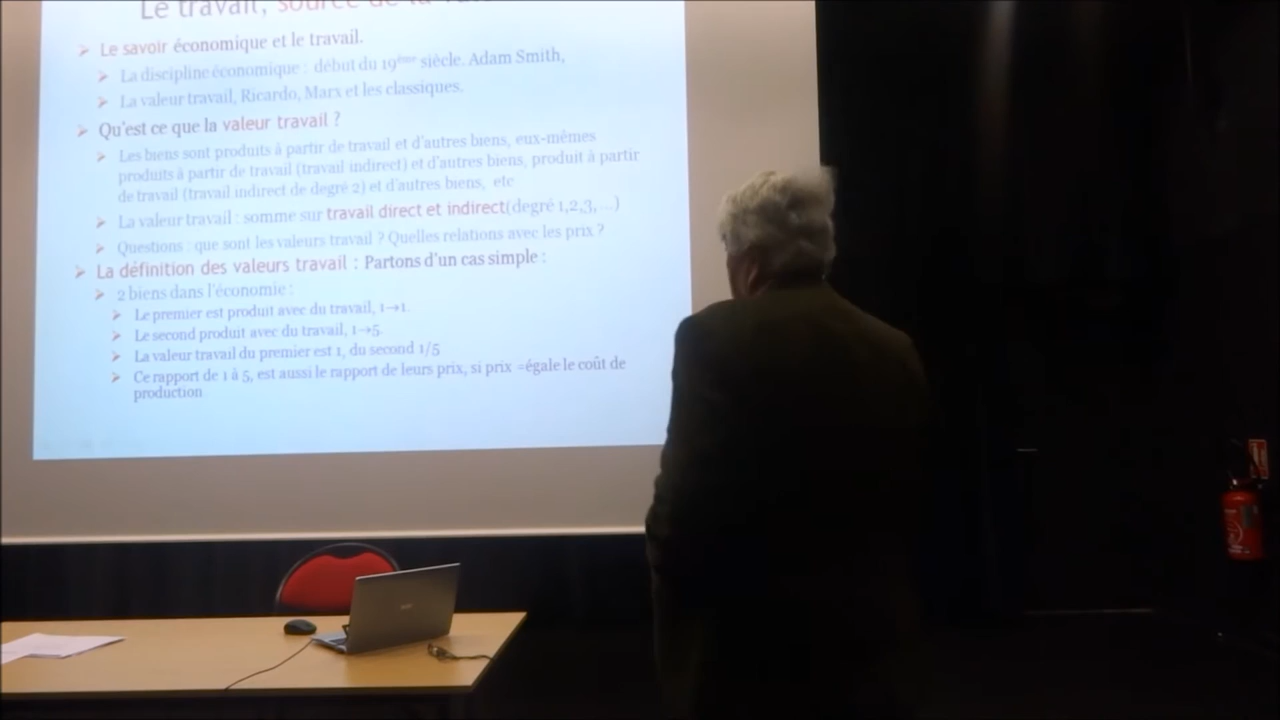 Le travail, source de la
Le savoir économique et le travail.
La discipline économique : début du 19ème siècle. Adam Smith,
La valeur travail, Ricardo, Marx et les classiques.
Qu'est ce que la valeur travail ?
Les biens sont produits à partir de travail et d'autres biens, eux-mêmes
produits à partir de travail (travail indirect) et d'autres biens, produit à partir
de travail (travail indirect de degré 2) et d'autres biens, etc
La valeur travail : somme sur travail direct et indirect(degré 1,2,3, ...)
Questions : que sont les valeurs travail ? Quelles relations avec les prix ?
La définition des valeurs travail : Partons d'un cas simple :
2 biens dans l'économie :
Le premier est produit avec du travail, 1→1.
Le second produit avec du travail, 1→5.
La valeur travail du premier est 1, du second 1/5
Ce rapport de 1 à 5, est aussi le rapport de leurs prix, si prix =égale le coût de
production
acer